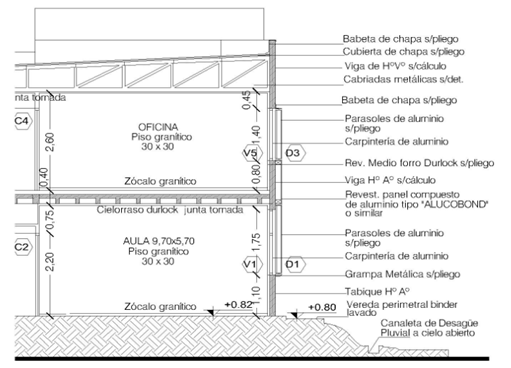 Babeta de chapa s/pliego
Cubierta de chapa s/pliego
Viga de HºVº s/cálculo
Cabriadas metálicas s/det.
nta tomada
0,45
Babeta de chapa s/pliego
C4
OFICINA
Piso granítico
30 x 30
2,60
1,40
Parasoles de aluminio
s/pliego
Carpintería de aluminio
V5
D3
Rev. Medio forro Durlock s/pliego
0,40
0,80
Zócalo granítico
Viga Hº Aº s/cálculo
Revest. panel compuesto
de aluminio tipo "ALUCOBOND"
o similar
Cielorraso durlock junta tomada
0,75
C2
AULA 9,70x5,70
Piso granítico
30 x 30
2,20
1,75
Parasoles de aluminio
s/pliego
Carpintería de aluminio
V1
D1
Grampa Metálica s/pliego
1,10
Tabique Hº Aº
Zócalo granítico
+0.82
+0.80
Vereda perimetral binder
lavado
Canaleta de Desagüe
Pluvial a cielo abierto